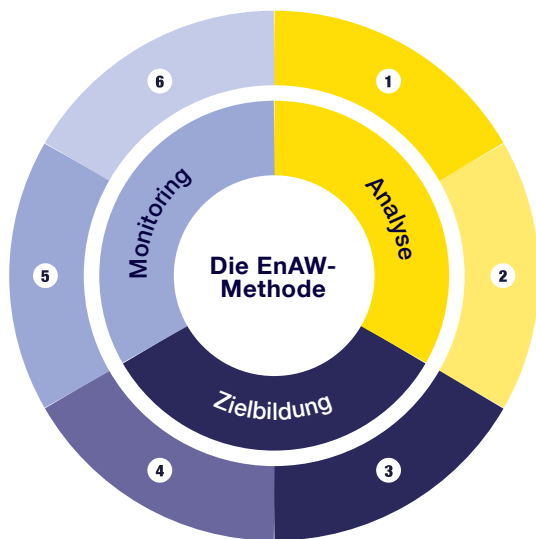 6
1
Monitoring
Analyse
5
Die EnAW-
Methode
2
Zielbildung
4
3